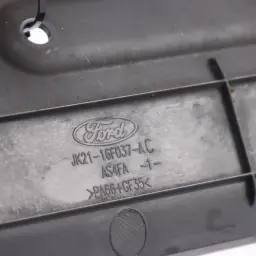 Ford
JK21-16F037-AC
AS4FA -1-
>PA66+GF35<